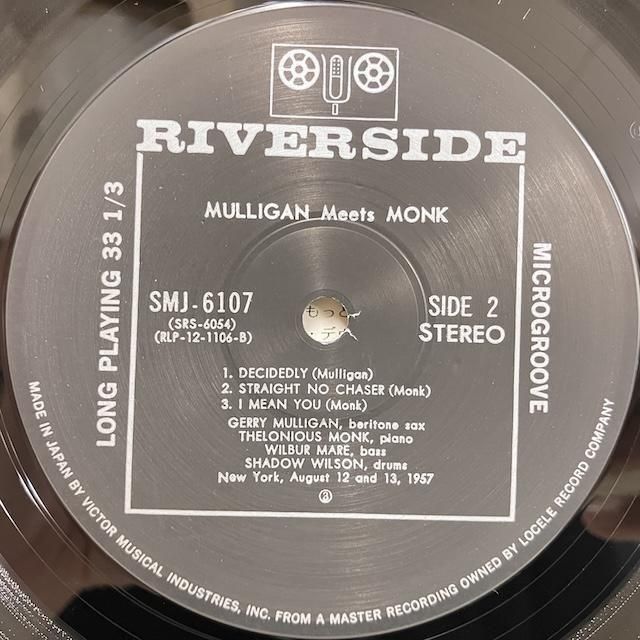 RIVERSIDE
MULLIGAN Meets MONK
LONG PLAYING 33 1/3
MICROGROOVE
SMJ-6107
(SRS-6054)
(RLP-12-1106-B)
SIDE 2
STEREO
もっと
1. DECIDEDLY (Mulligan)
2. STRAIGHT NO CHASER (Monk)
3. I MEAN YOU (Monk)
GERRY MULLIGAN, beritone sax
THELONIOUS MONK, piano
WILBUR MARE, bass
SHADOW WILSON, drums
New York, August 12 and 13, 1957
MADE IN JAPAN BY VICTOR MUSICAL INDUSTRIES, INC. FROM A MASTER RECORDING OWNED BY LOCELE RECORD COMPANY